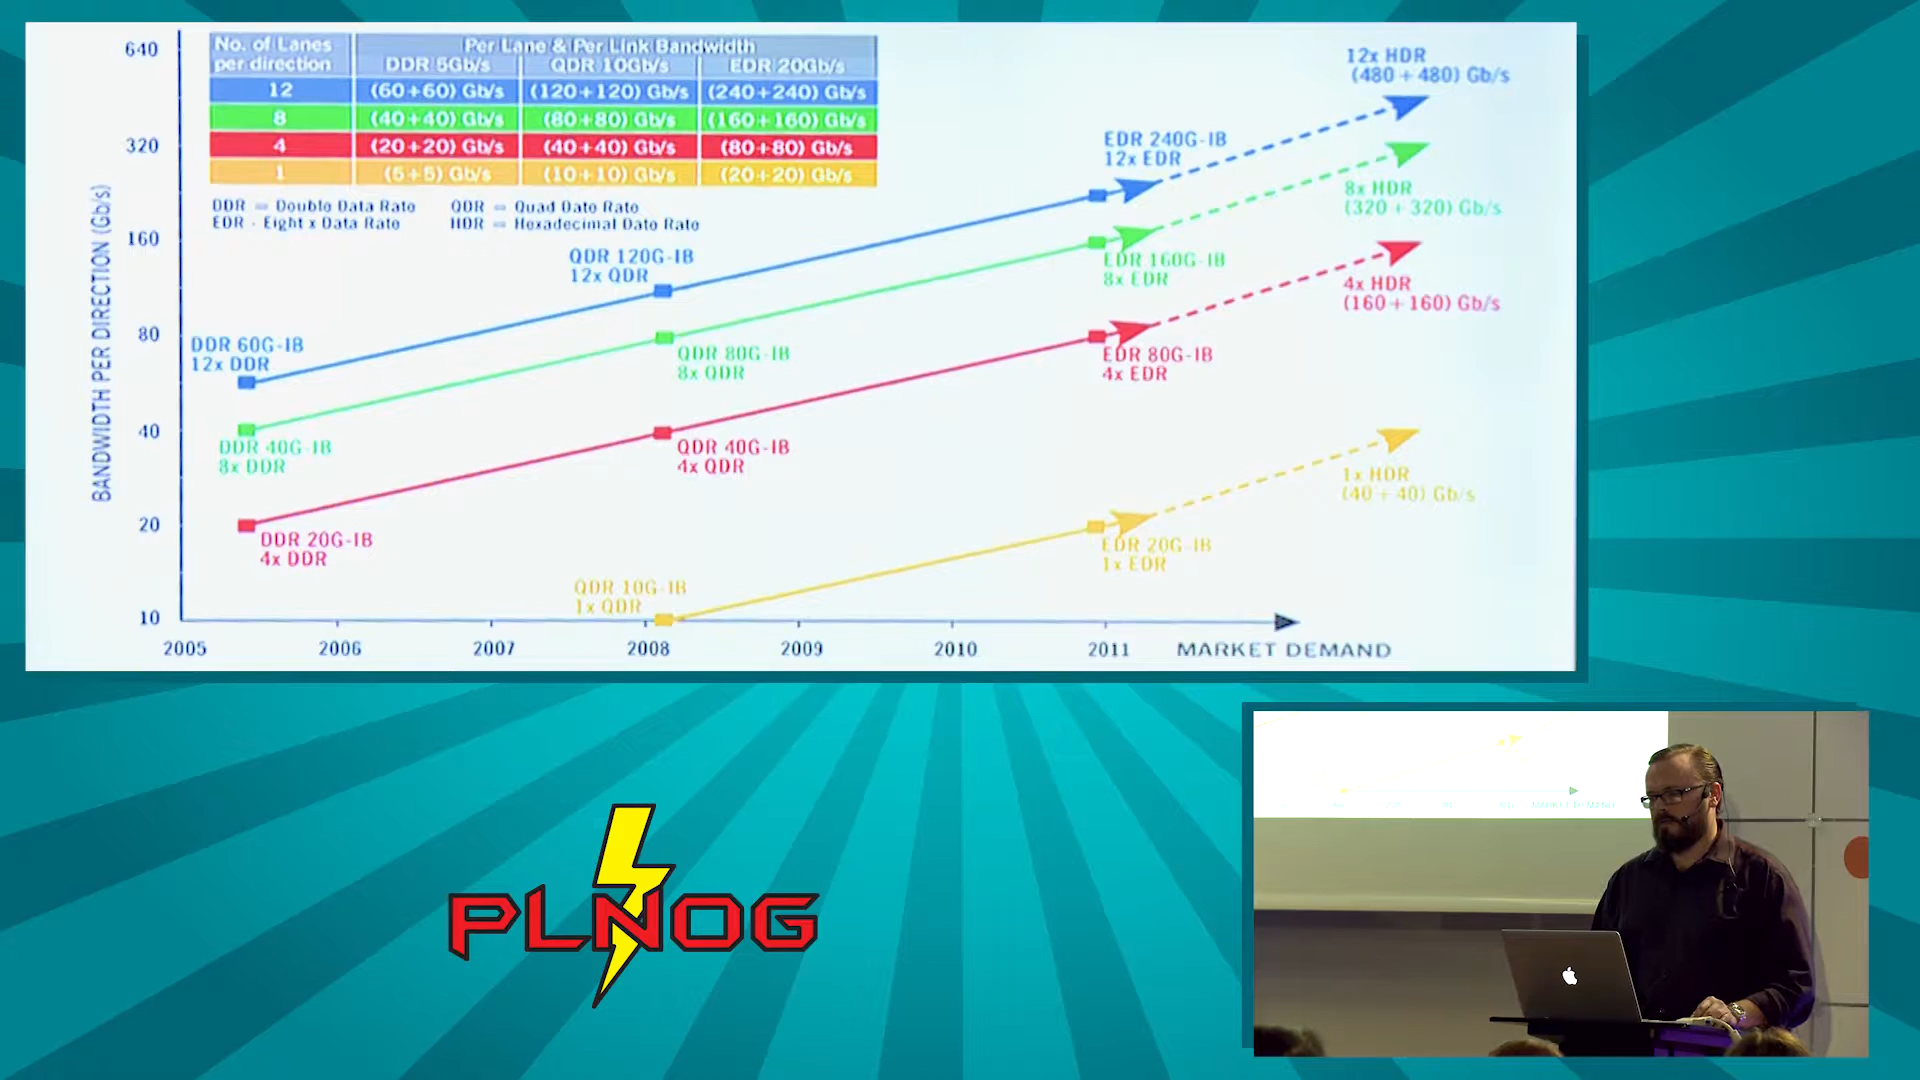 No. of Lanes
per direction
Per Lane & Per Link Bandwidth
DDR 5Gb/s QDR 10Gb/s EDR 20Gb/s
12 (60+60) Gb/s (120+120) Gb/s (240+240) Gb/s
8 (40+40) Gb/s (80+80) Gb/s (160+160) Gb/s
4 (20+20) Gb/s (40+40) Gb/s (80+80) Gb/s
1 (5+5) Gb/s (10+10) Gb/s (20+20) Gb/s
DDR = Double Data Rate QDR = Quad Data Rate
EDR - Eight x Data Rate HDR = Hexadecimal Data Rate
BANDWIDTH PER DIRECTION (Gb/s)
640
320
160
80
40
20
10
12x HDR
(480 + 480) Gb/s
EDR 240G-IB
12x EDR
8x HDR
(320 + 320) Gb/s
QDR 120G-IB
12x QDR
EDR 160G-IB
8x EDR
4x HDR
(160 + 160) Gb/s
DDR 60G-IB
12x DDR
QDR 80G-IB
8x QDR
EDR 80G-IB
4x EDR
DDR 40G-IB
8x DDR
QDR 40G-IB
4x QDR
1x HDR
(40 + 40) Gb/s
DDR 20G-IB
4x DDR
EDR 20G-IB
1x EDR
QDR 10G-IB
1x QDR
2005 2006 2007 2008 2009 2010 2011 MARKET DEMAND
MARKET DEMAND
PLNOG